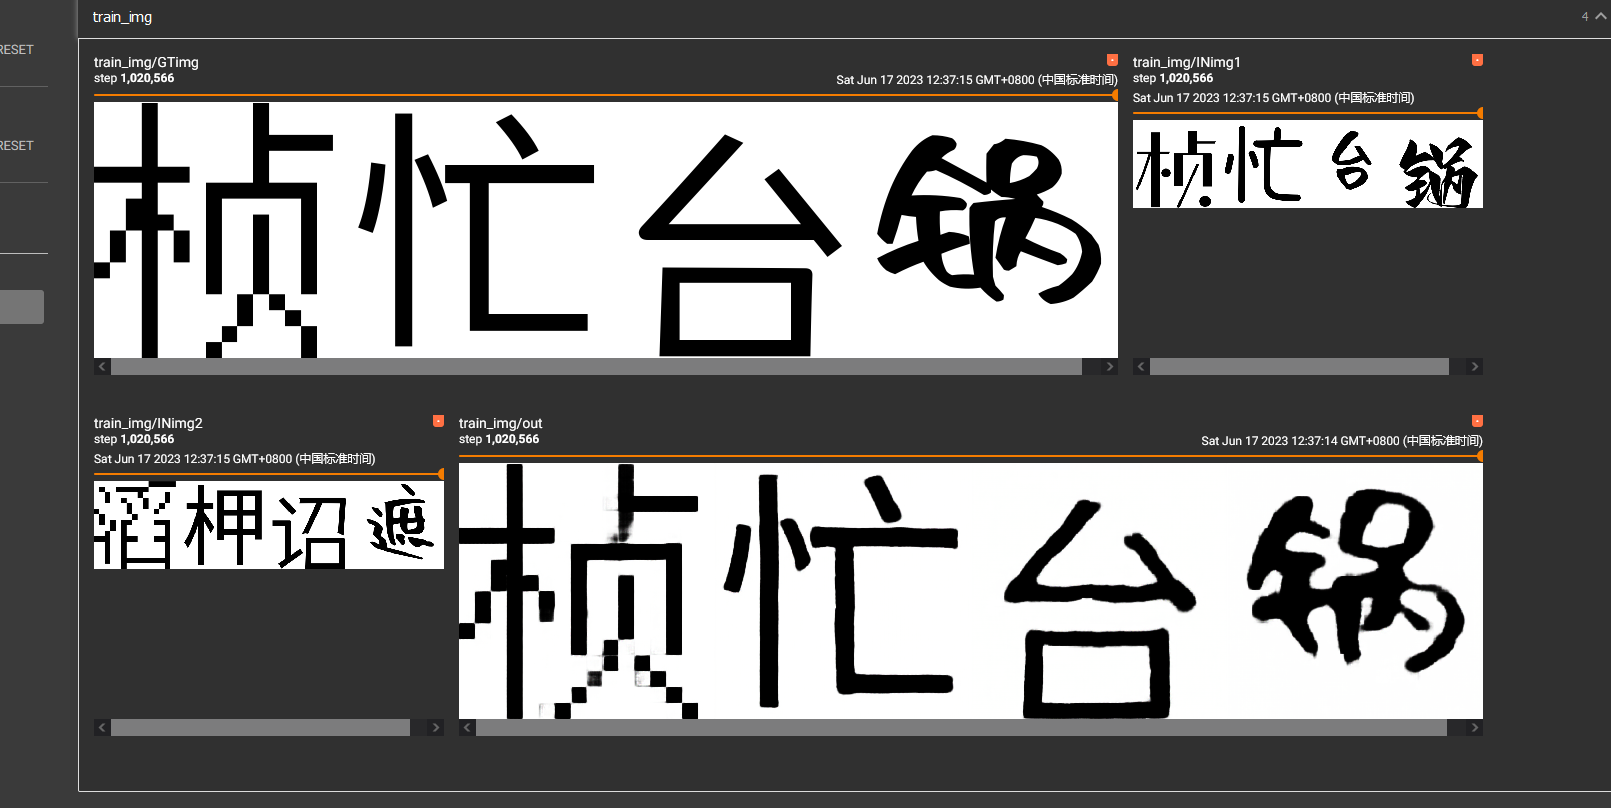 train_img
4
RESET
RESET
train_img/GTimg
step 1,020,566
Sat Jun 17 2023 12:37:15 GMT+0800 (中国标准时间)
桢忙台锅
train_img/INimg1
step 1,020,566
Sat Jun 17 2023 12:37:15 GMT+0800 (中国标准时间)
桢忙台锅
train_img/INimg2
step 1,020,566
Sat Jun 17 2023 12:37:15 GMT+0800 (中国标准时间)
滔柙诏遮
train_img/out
step 1,020,566
Sat Jun 17 2023 12:37:14 GMT+0800 (中国标准时间)
桢忙台锅